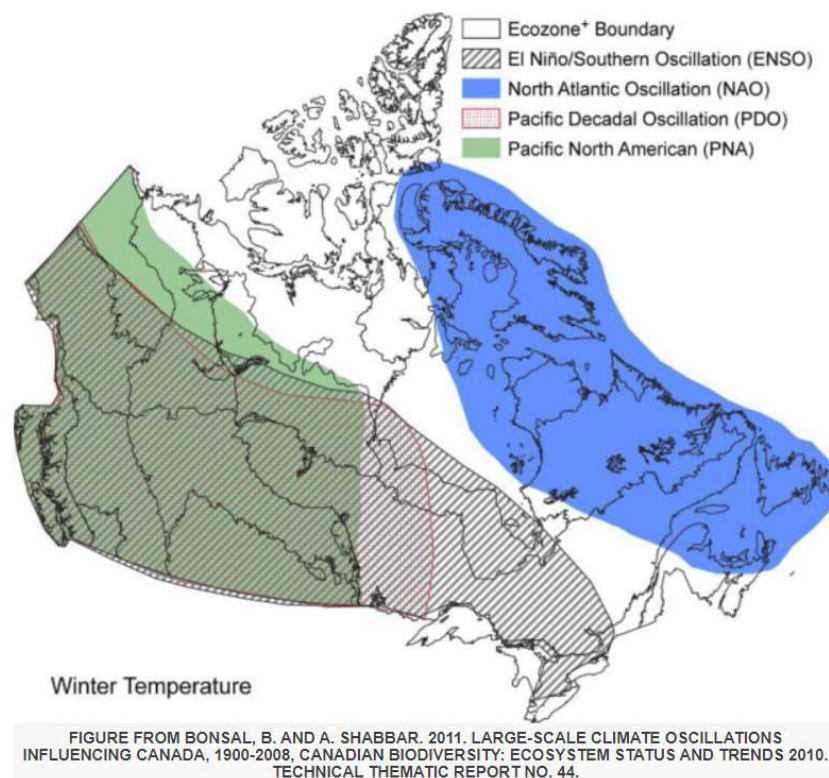 Ecozone+ Boundary
El Niño/Southern Oscillation (ENSO)
North Atlantic Oscillation (NAO)
Pacific Decadal Oscillation (PDO)
Pacific North American (PNA)
Winter Temperature
FIGURE FROM BONSAL, B. AND A. SHABBAR. 2011. LARGE-SCALE CLIMATE OSCILLATIONS
INFLUENCING CANADA, 1900-2008, CANADIAN BIODIVERSITY: ECOSYSTEM STATUS AND TRENDS 2010.
TECHNICAL THEMATIC REPORT NO. 44.